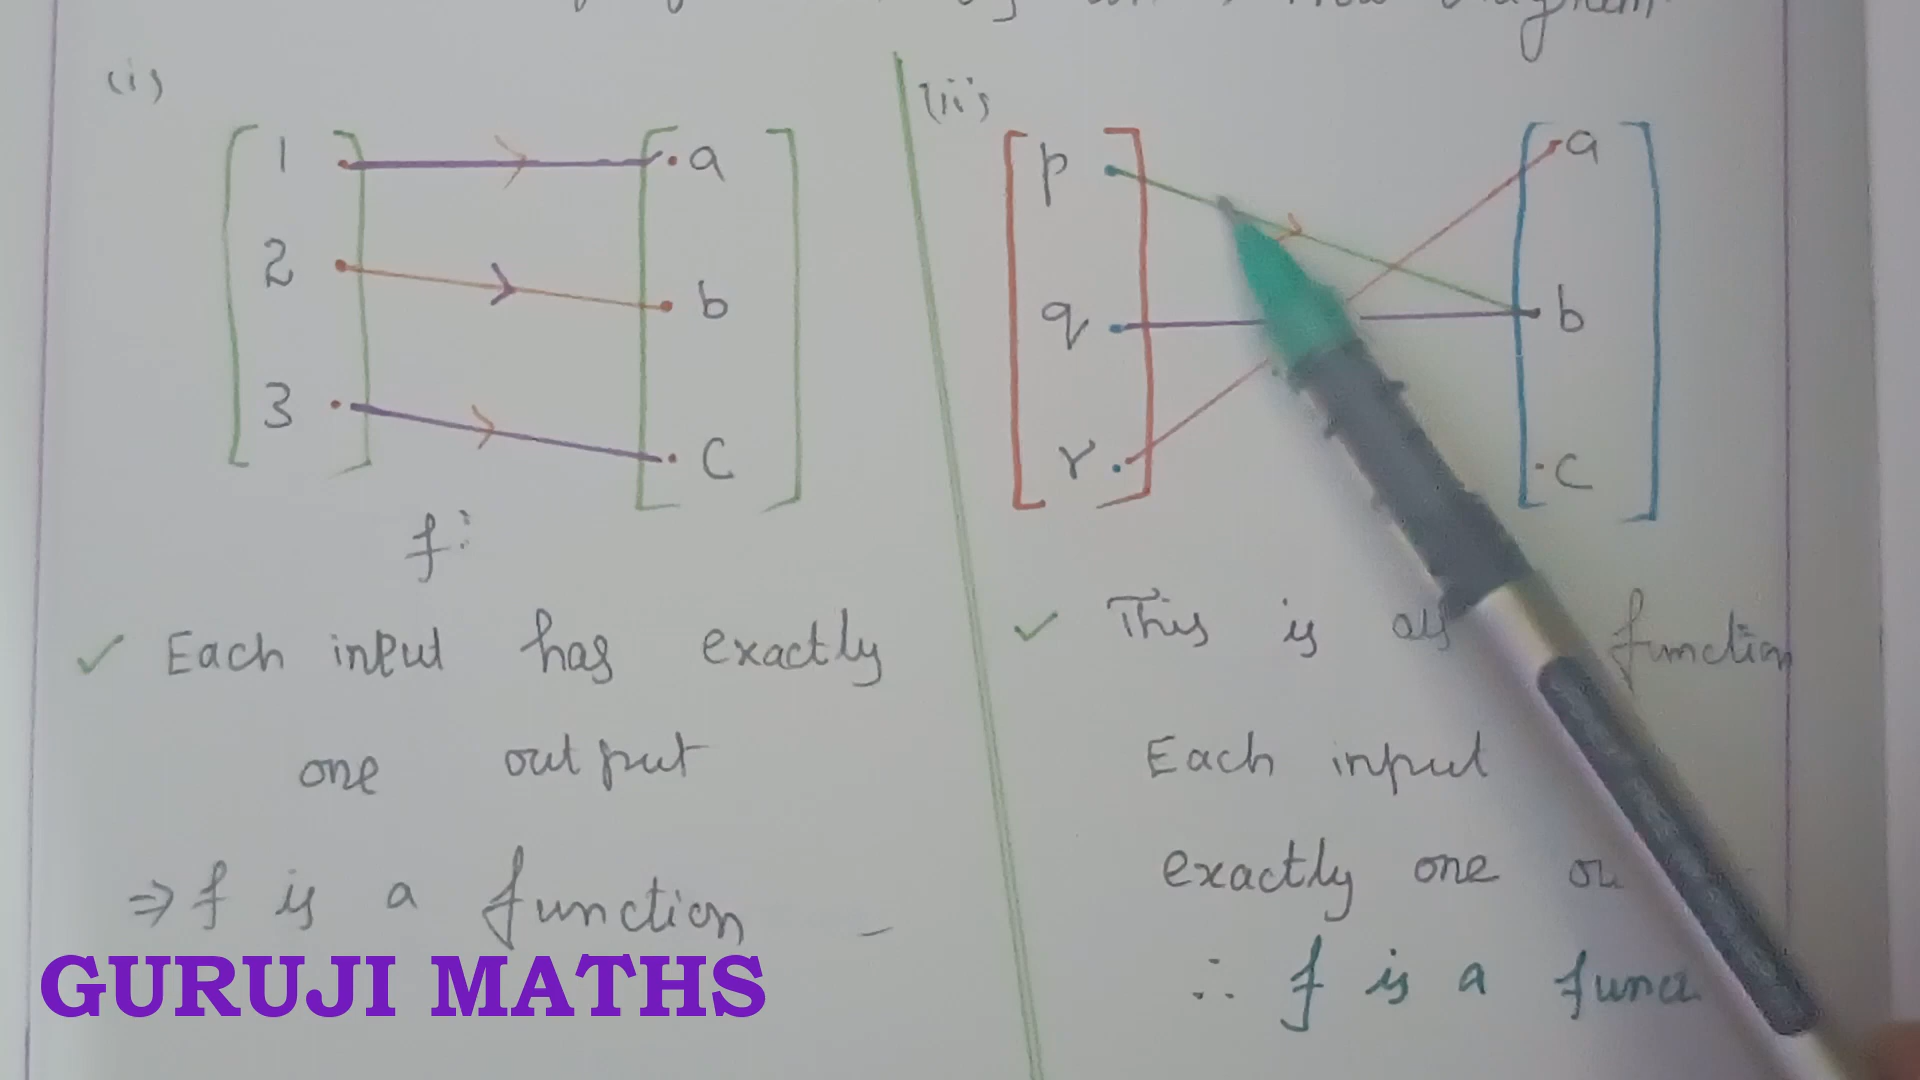 (i)
1
a
2
b
3
c
f:
✓ Each input has exactly
one output
⇒ f is a function
(ii)
p
a
q
b
r
c
✓ This is function
Each input
exactly one
∴ f is a
GURUJI MATHS